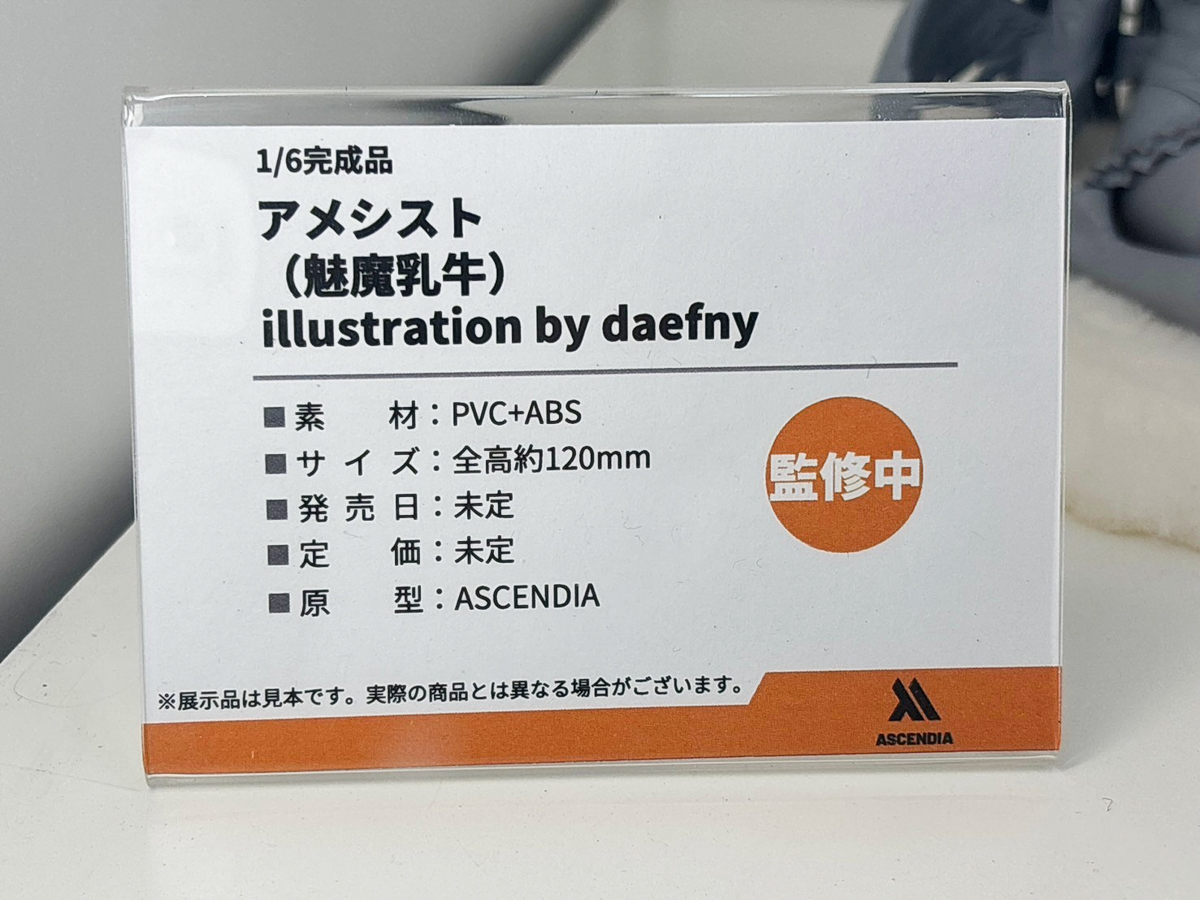 1/6完成品
アメシスト
（魅魔乳牛）
illustration by daefny
■素　　材：PVC+ABS
■サ イ ズ：全高約120mm
■発 売 日：未定
■定　　価：未定
■原　　型：ASCENDIA
監修中
※展示品は見本です。実際の商品とは異なる場合がございます。
ASCENDIA